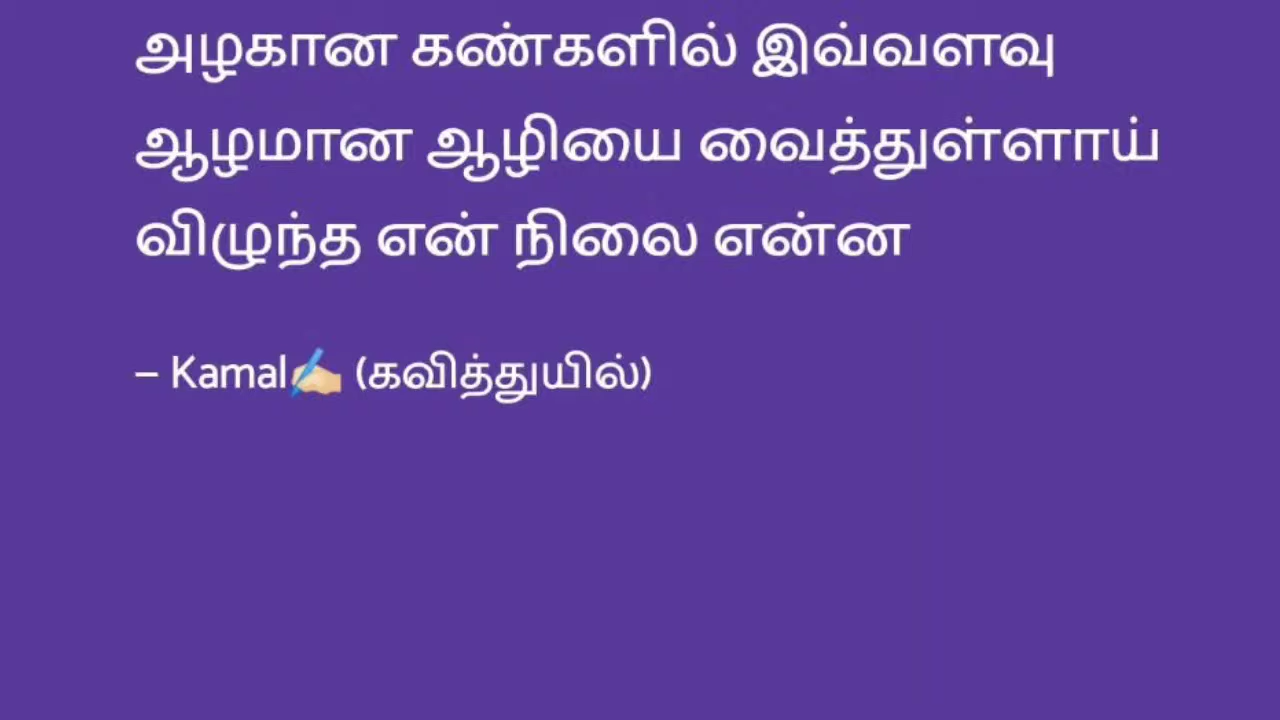 அழகான கண்களில் இவ்வளவு
ஆழமான ஆழியை வைத்துள்ளாய்
விழுந்த என் நிலை என்ன
– Kamal✍🏻 (கவித்துயில்)